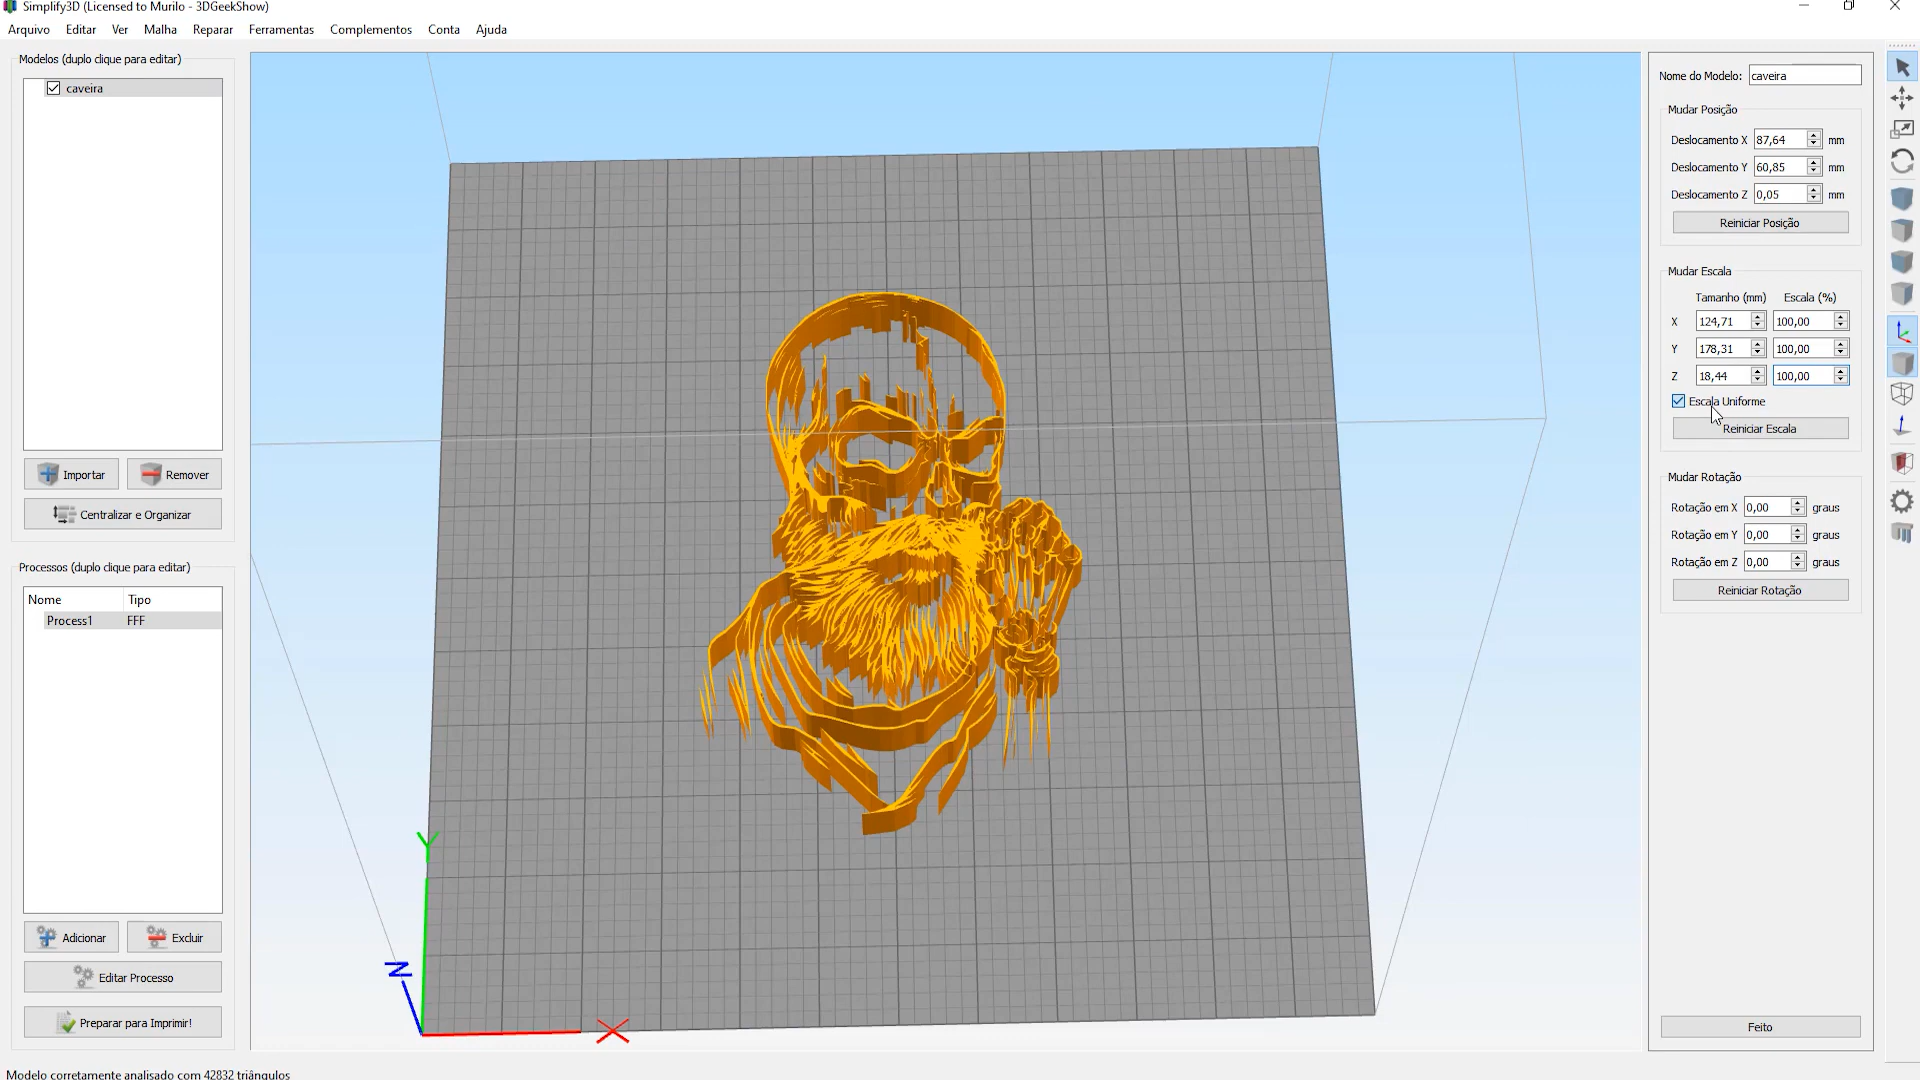 Simplify3D (Licensed to Murilo - 3DGeekShow)
Arquivo Editar Ver Malha Reparar Ferramentas Complementos Conta Ajuda
Modelos (duplo clique para editar)
caveira
Importar Remover
Centralizar e Organizar
Processos (duplo clique para editar)
Nome Tipo
Process1 FFF
Adicionar Excluir
Editar Processo
Preparar para Imprimir!
Modelo corretamente analisado com 42832 triângulos
Y
Z
X
Nome do Modelo: caveira
Mudar Posição
Deslocamento X 87,64 mm
Deslocamento Y 60,85 mm
Deslocamento Z 0,05 mm
Reiniciar Posição
Mudar Escala
Tamanho (mm) Escala (%)
X 124,71 100,00
Y 178,31 100,00
Z 18,44 100,00
Escala Uniforme
Reiniciar Escala
Mudar Rotação
Rotação em X 0,00 graus
Rotação em Y 0,00 graus
Rotação em Z 0,00 graus
Reiniciar Rotação
Feito